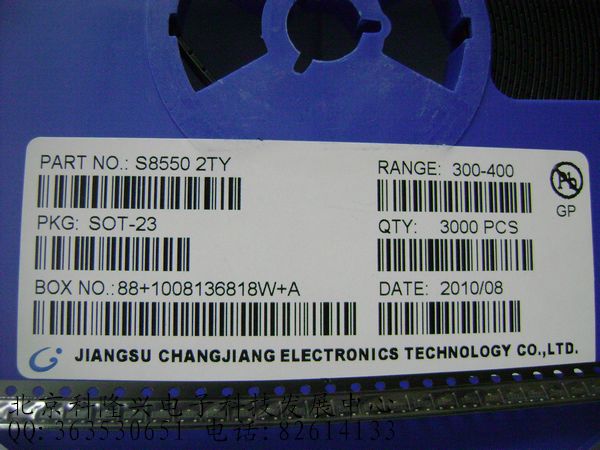 PART NO.: S8550 2TY
RANGE: 300-400
Pb
GP
PKG: SOT-23
QTY: 3000 PCS
BOX NO.:88+1008136818W+A
DATE: 2010/08
JIANGSU CHANGJIANG ELECTRONICS TECHNOLOGY CO.,LTD.
北京科隆兴电子科技发展中心
QQ: 363530651 电话: 82614133